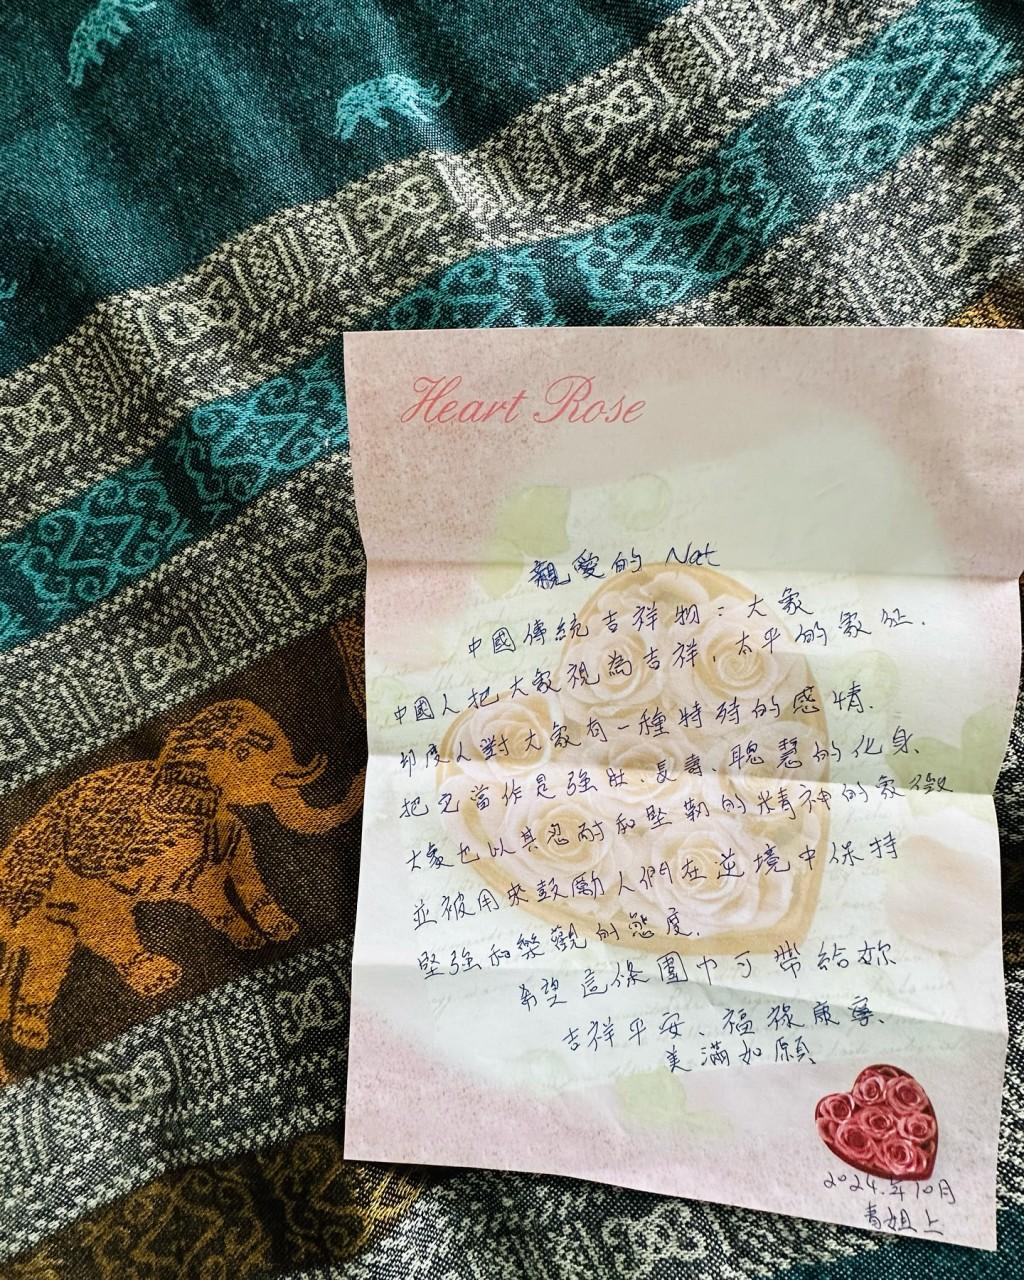 Heart Rose
親愛的 Nat
中國傳統吉祥物：大象
中國人把大象視為吉祥，太平的象征.
印度人對大象有一種特殊的感情.
把它當作是強壯、長壽、聰慧的化身、
大象也以其忍耐和堅韌的精神的象徵
並被用來鼓勵人們在逆境中保持
堅強和樂觀的態度.
希望這條圍巾可帶給妳
吉祥平安、福祿康寧、
美滿如願
2024.年10月
青姐上